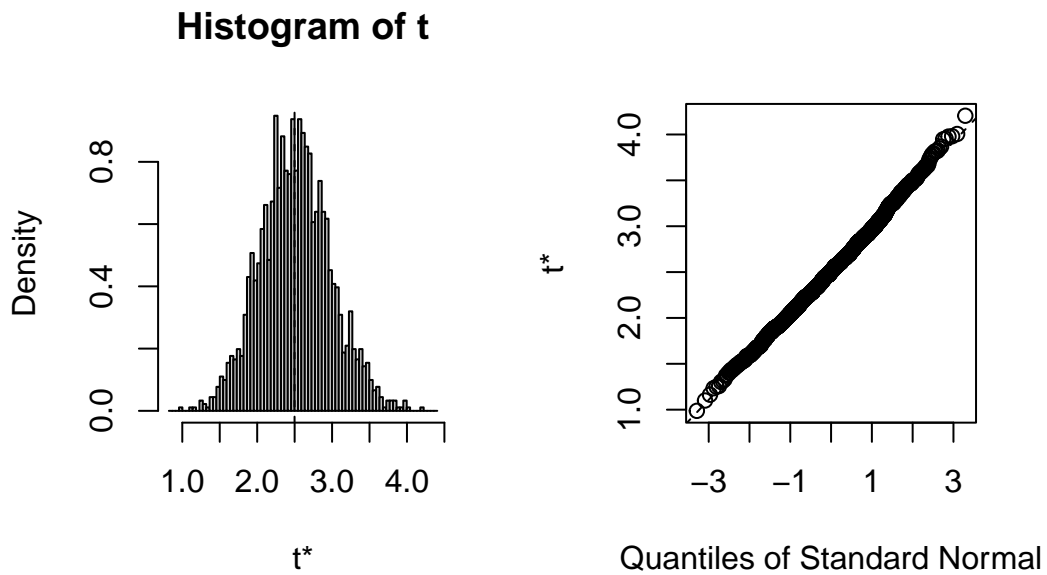 Histogram of t
Density
0.0
0.4
0.8
1.0 2.0 3.0 4.0
t*
t*
1.0
2.0
3.0
4.0
−3 −1 1 3
Quantiles of Standard Normal